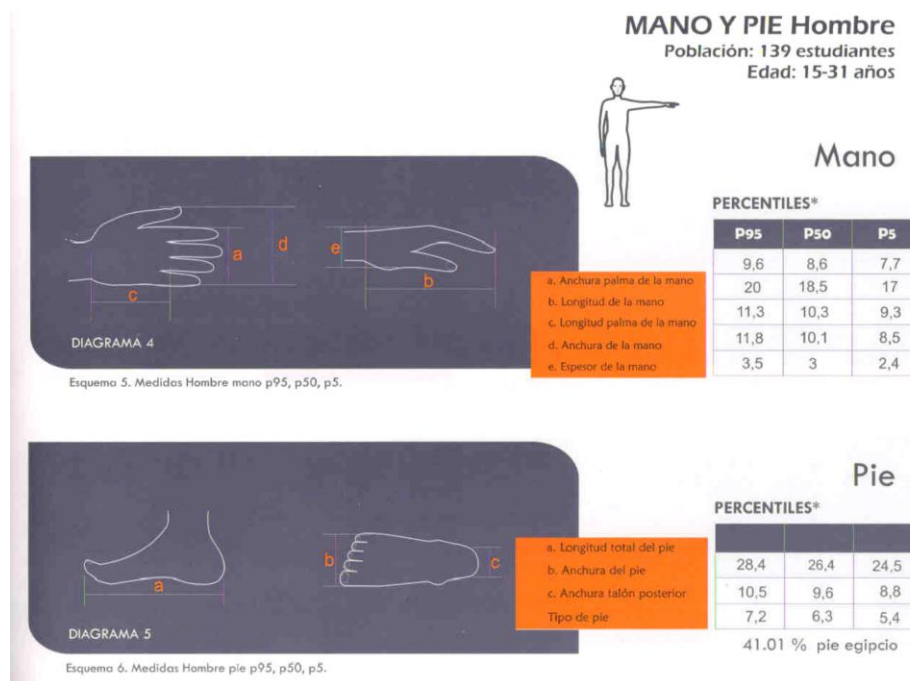 MANO Y PIE Hombre
Población: 139 estudiantes
Edad: 15-31 años
Mano
PERCENTILES*
P95 P50 P5
a. Anchura palma de la mano 9,6 8,6 7,7
b. Longitud de la mano 20 18,5 17
c. Longitud palma de la mano 11,3 10,3 9,3
d. Anchura de la mano 11,8 10,1 8,5
e. Espesor de la mano 3,5 3 2,4
a
d
c
e
b
DIAGRAMA 4
Esquema 5. Medidas Hombre mano p95, p50, p5.
Pie
PERCENTILES*
a. Longitud total del pie 28,4 26,4 24,5
b. Anchura del pie 10,5 9,6 8,8
c. Anchura talón posterior 7,2 6,3 5,4
Tipo de pie
41.01 % pie egipcio
a
b
c
DIAGRAMA 5
Esquema 6. Medidas Hombre pie p95, p50, p5.